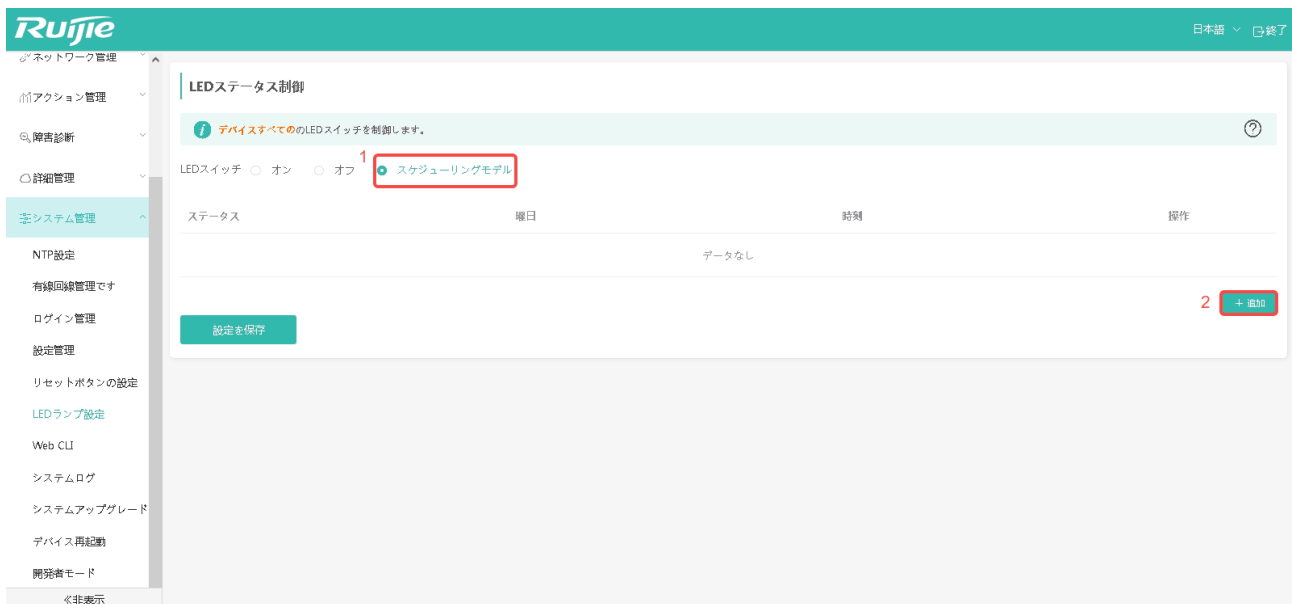 Ruijie
日本語 終了
ネットワーク管理
アクション管理
障害診断
詳細管理
システム管理
NTP設定
有線回線管理です
ログイン管理
設定管理
リセットボタンの設定
LEDランプ設定
Web CLI
システムログ
システムアップグレード
デバイス再起動
開発者モード
≪非表示
LEDステータス制御
デバイスすべてののLEDスイッチを制御します。
LEDスイッチ オン オフ 1 スケジューリングモデル
ステータス 曜日 時刻 操作
データなし
2 + 追加
設定を保存